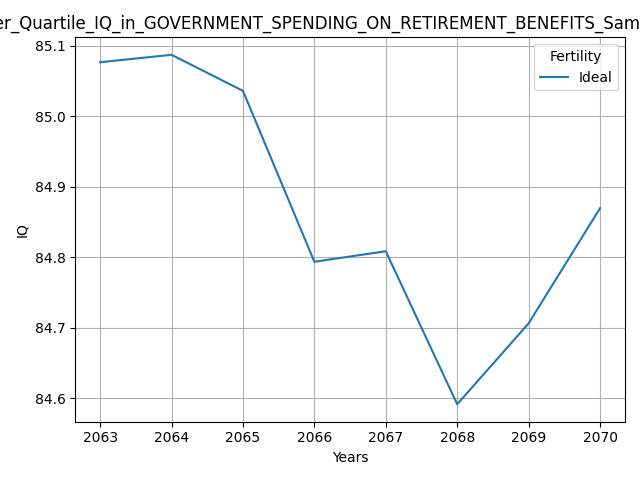 er_Quartile_IQ_in_GOVERNMENT_SPENDING_ON_RETIREMENT_BENEFITS_Sam
85.1
85.0
84.9
84.8
84.7
84.6
IQ
Fertility
Ideal
2063 2064 2065 2066 2067 2068 2069 2070
Years